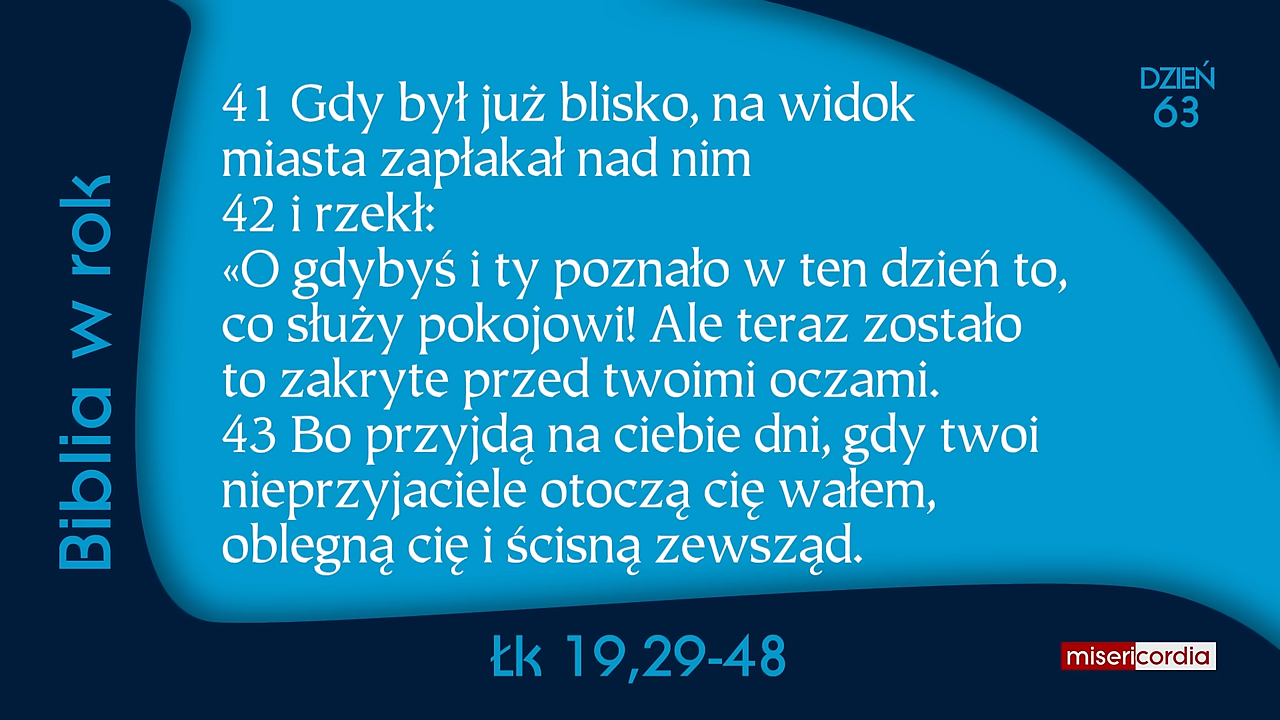 DZIEŃ
63
Biblia w rok
41 Gdy był już blisko, na widok
miasta zapłakał nad nim
42 i rzekł:
«O gdybyś i ty poznało w ten dzień to,
co służy pokojowi! Ale teraz zostało
to zakryte przed twoimi oczami.
43 Bo przyjdą na ciebie dni, gdy twoi
nieprzyjaciele otoczą cię wałem,
oblegną cię i ścisną zewsząd.
Łk 19,29-48
misericordia